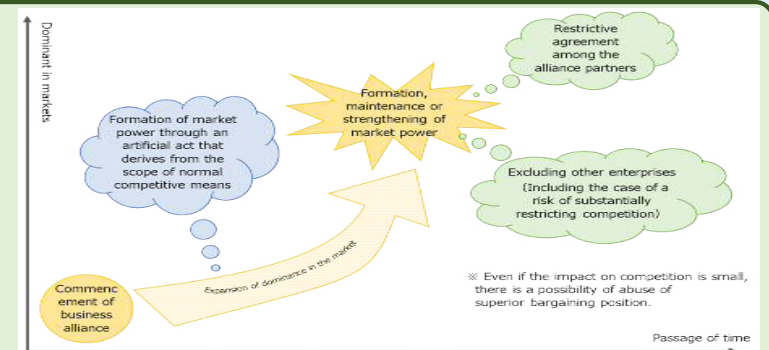 Dominant in markets
Restrictive
agreement
among the
alliance partners
Formation,
maintenance or
strengthening of
market power
Formation of market
power through an
artificial act that
derives from the
scope of normal
competitive means
Excluding other enterprises
(Including the case of a
risk of substantially
restricting competition)
Expansion of dominance in the market
Commenc
ement of
business
alliance
※ Even if the impact on competition is small,
there is a possibility of abuse of
superior bargaining position.
Passage of time